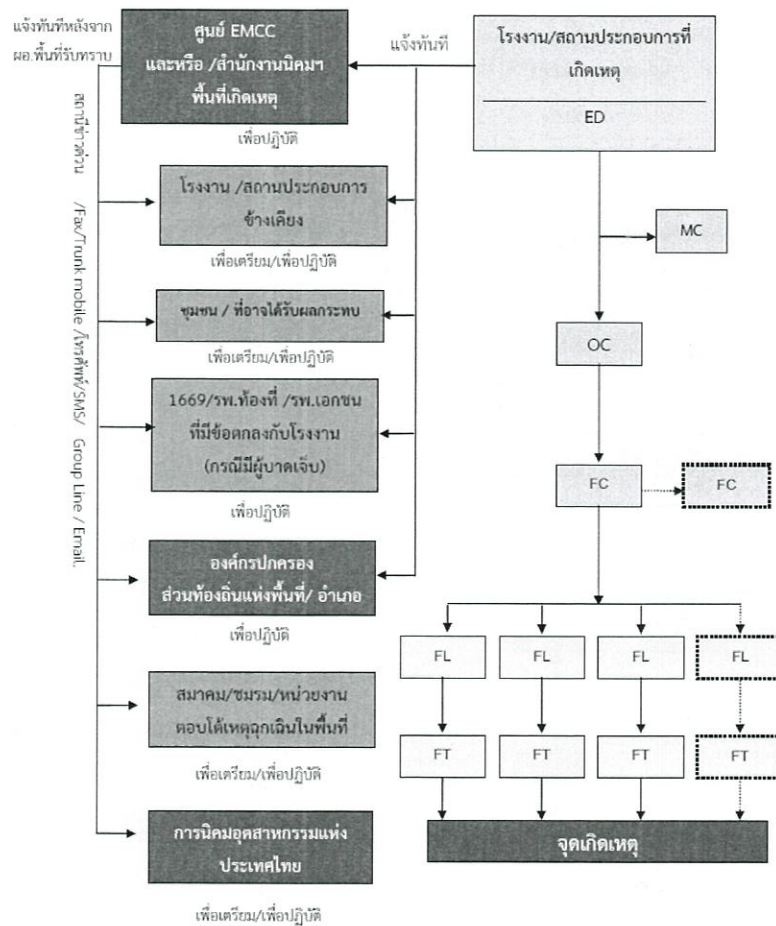 แจ้งทันทีหลังจาก
ผอ.พื้นที่รับทราบ
ศูนย์ EMCC
และหรือ /สำนักงานนิคมฯ
พื้นที่เกิดเหตุ
เพื่อปฏิบัติ
แจ้งทันที
โรงงาน/สถานประกอบการที่
เกิดเหตุ
ED
สถานีข่าวด่วน /Fax/Trunk mobile /โทรศัพท์/SMS/ Group Line / Email.
โรงงาน /สถานประกอบการ
ข้างเคียง
เพื่อเตรียม/เพื่อปฏิบัติ
ชุมชน / ที่อาจได้รับผลกระทบ
เพื่อเตรียม/เพื่อปฏิบัติ
1669/รพ.ท้องที่ /รพ.เอกชน
ที่มีข้อตกลงกับโรงงาน
(กรณีมีผู้บาดเจ็บ)
เพื่อปฏิบัติ
องค์กรปกครอง
ส่วนท้องถิ่นแห่งพื้นที่/ อำเภอ
เพื่อปฏิบัติ
สมาคม/ชมรม/หน่วยงาน
ตอบโต้เหตุฉุกเฉินในพื้นที่
เพื่อเตรียม/เพื่อปฏิบัติ
การนิคมอุตสาหกรรมแห่ง
ประเทศไทย
เพื่อเตรียม/เพื่อปฏิบัติ
MC
OC
FC
FC
FL
FL
FL
FL
FT
FT
FT
FT
จุดเกิดเหตุ